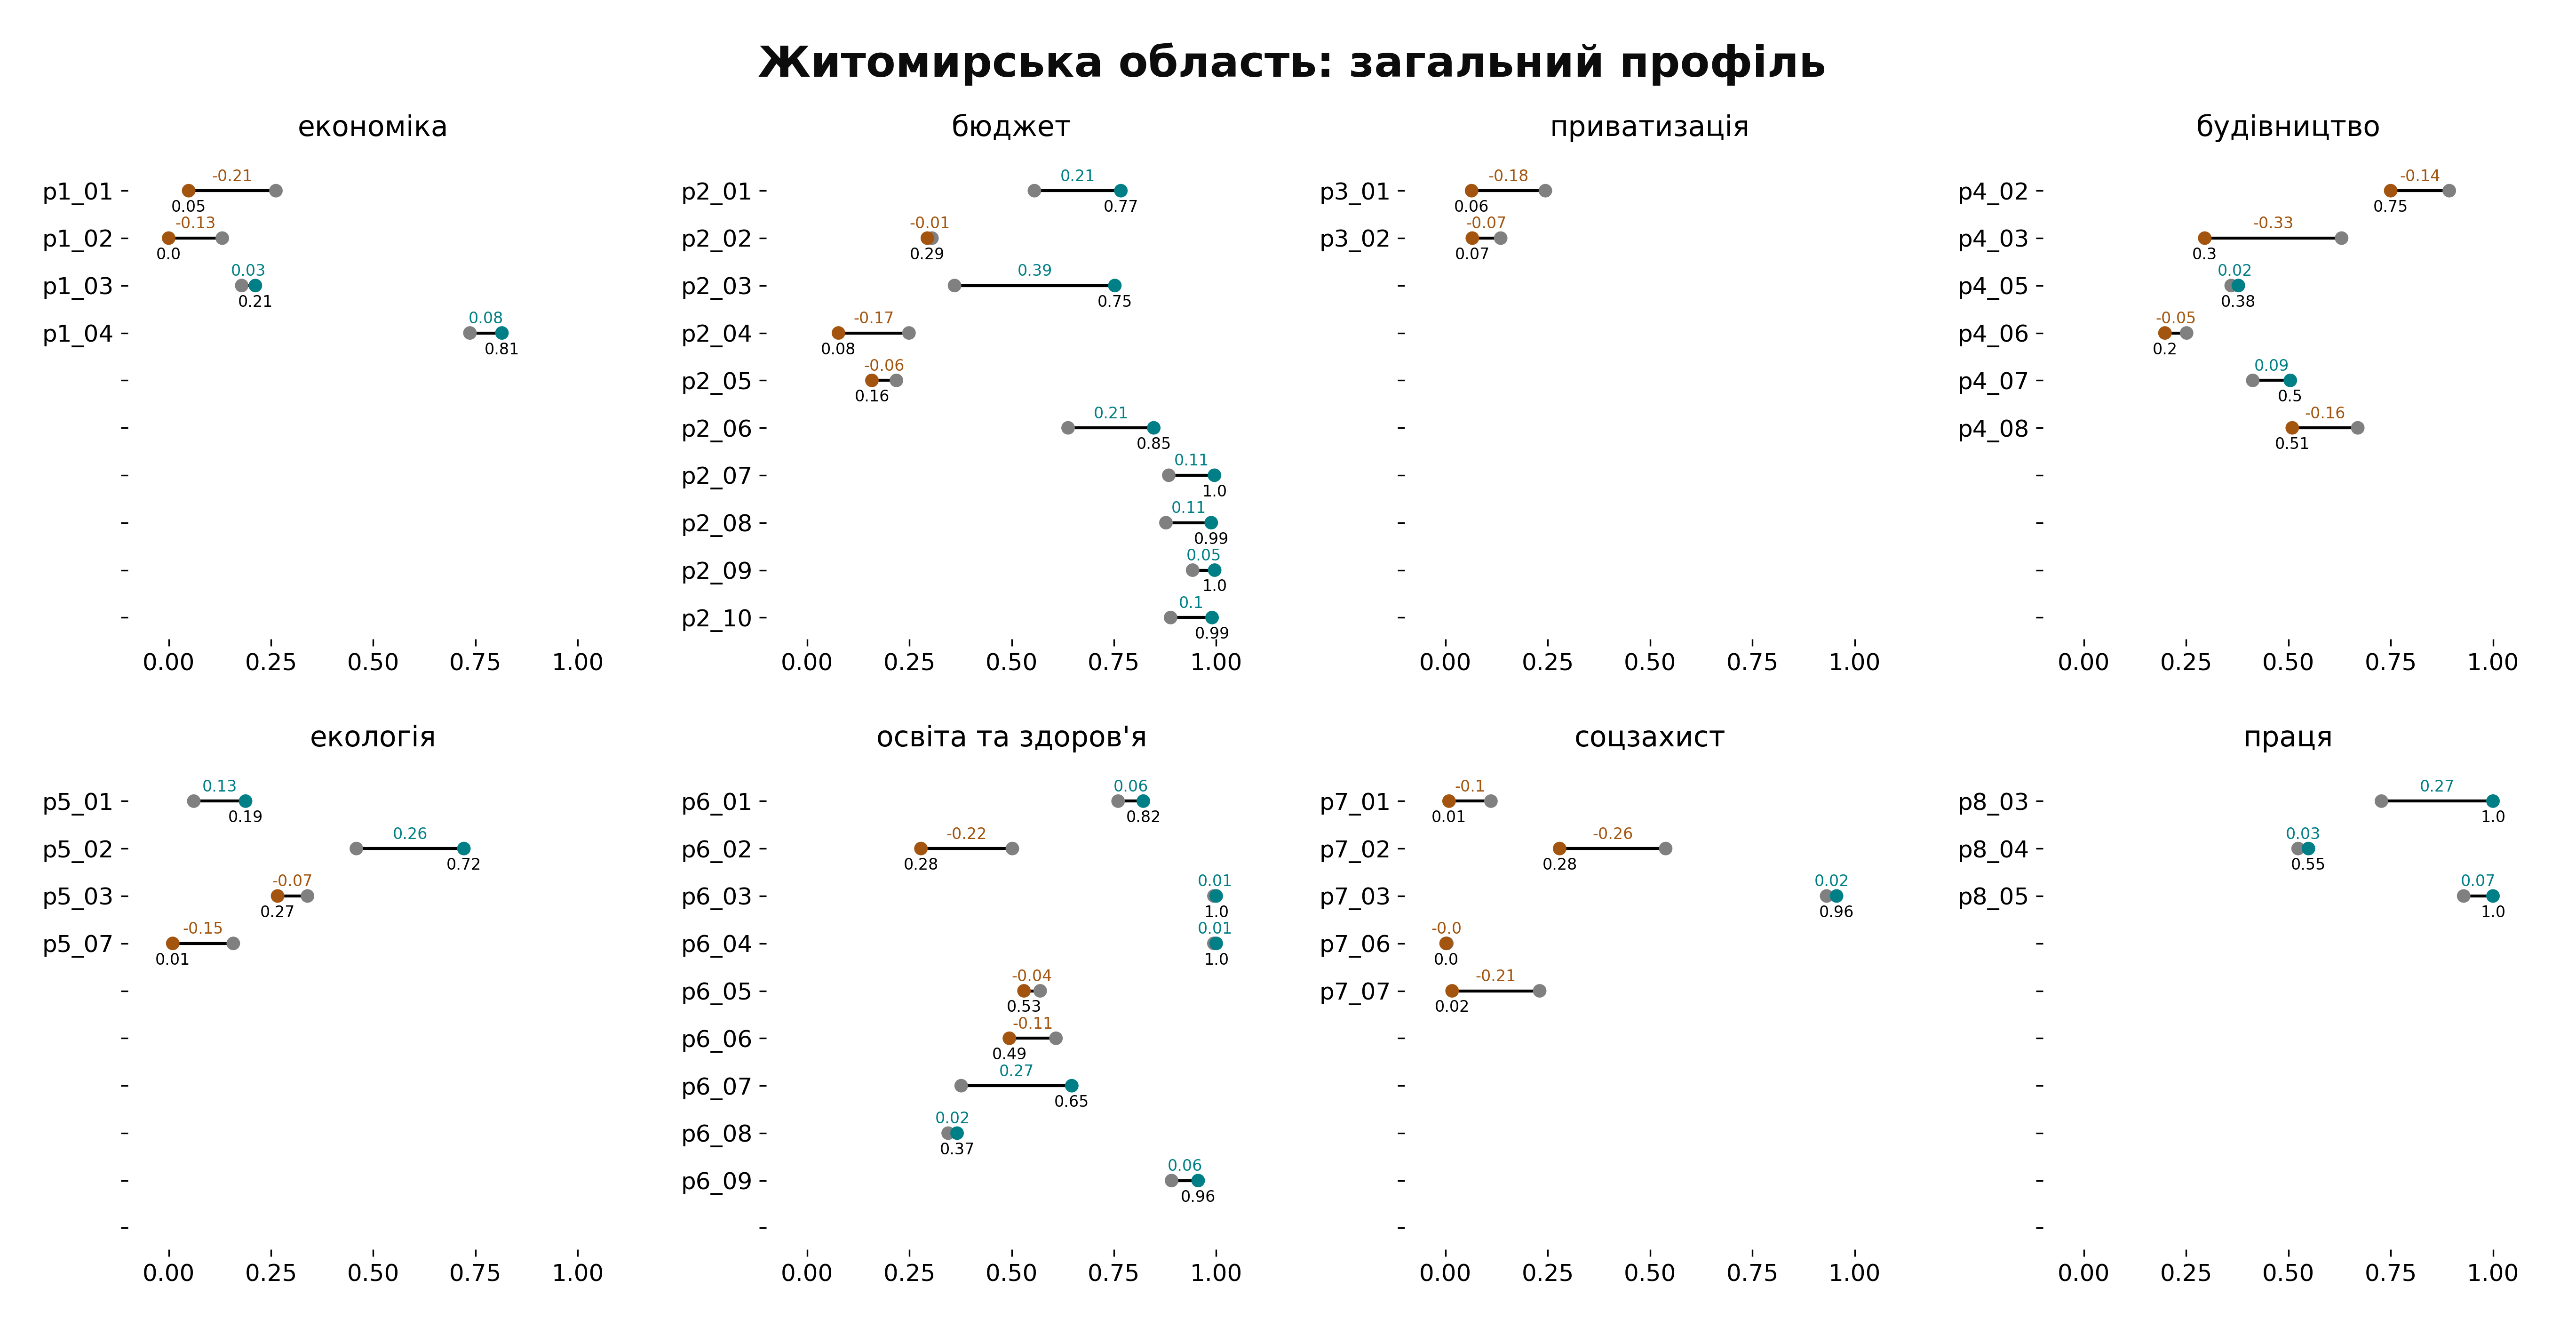 Житомирська область: загальний профіль
економіка
p1_01
-0.21
0.05
p1_02
-0.13
0.0
p1_03
0.03
0.21
p1_04
0.08
0.81
0.00 0.25 0.50 0.75 1.00
бюджет
p2_01
0.21
0.77
p2_02
-0.01
0.29
p2_03
0.39
0.75
p2_04
-0.17
0.08
p2_05
-0.06
0.16
p2_06
0.21
0.85
p2_07
0.11
1.0
p2_08
0.11
0.99
p2_09
0.05
1.0
p2_10
0.1
0.99
0.00 0.25 0.50 0.75 1.00
приватизація
p3_01
-0.18
0.06
p3_02
-0.07
0.07
0.00 0.25 0.50 0.75 1.00
будівництво
p4_02
-0.14
0.75
p4_03
-0.33
0.3
p4_05
0.02
0.38
p4_06
-0.05
0.2
p4_07
0.09
0.5
p4_08
-0.16
0.51
0.00 0.25 0.50 0.75 1.00
екологія
p5_01
0.13
0.19
p5_02
0.26
0.72
p5_03
-0.07
0.27
p5_07
-0.15
0.01
0.00 0.25 0.50 0.75 1.00
освіта та здоров'я
p6_01
0.06
0.82
p6_02
-0.22
0.28
p6_03
0.01
1.0
p6_04
0.01
1.0
p6_05
-0.04
0.53
p6_06
-0.11
0.49
p6_07
0.27
0.65
p6_08
0.02
0.37
p6_09
0.06
0.96
0.00 0.25 0.50 0.75 1.00
соцзахист
p7_01
-0.1
0.01
p7_02
-0.26
0.28
p7_03
0.02
0.96
p7_06
-0.0
0.0
p7_07
-0.21
0.02
0.00 0.25 0.50 0.75 1.00
праця
p8_03
0.27
1.0
p8_04
0.03
0.55
p8_05
0.07
1.0
0.00 0.25 0.50 0.75 1.00